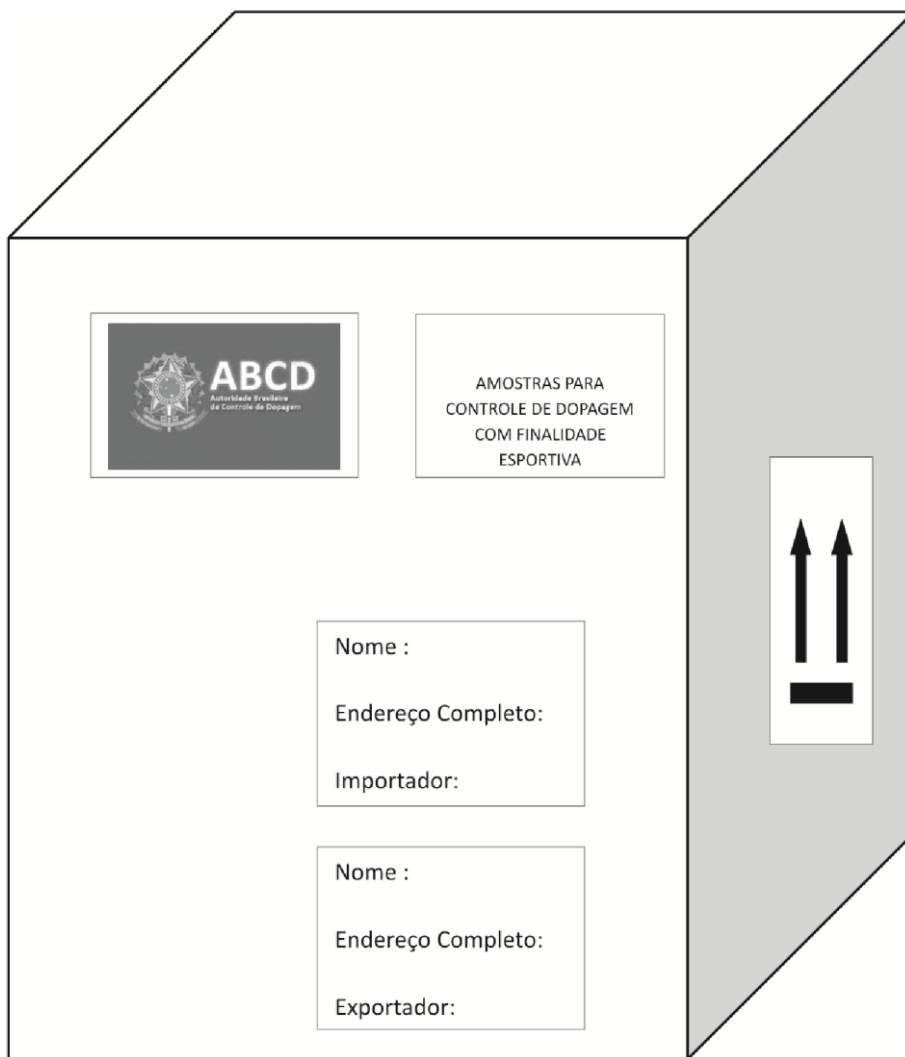 ABCD
Autoridade Brasileira
de Controle de Dopagem
AMOSTRAS PARA
CONTROLE DE DOPAGEM
COM FINALIDADE
ESPORTIVA
Nome :
Endereço Completo:
Importador:
Nome :
Endereço Completo:
Exportador: